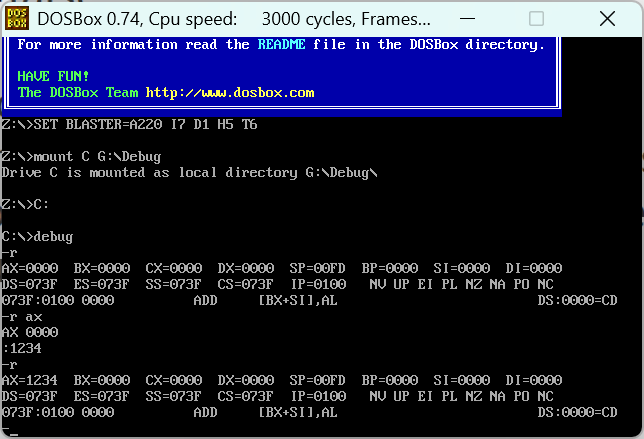 DOSBox 0.74, Cpu speed:    3000 cycles, Frames...
For more information read the README file in the DOSBox directory.
HAVE FUN!
The DOSBox Team http://www.dosbox.com
Z:\>SET BLASTER=A220 I7 D1 H5 T6
Z:\>mount C G:\Debug
Drive C is mounted as local directory G:\Debug\
Z:\>C:
C:\>debug
-r
AX=0000  BX=0000  CX=0000  DX=0000  SP=00FD  BP=0000  SI=0000  DI=0000
DS=073F  ES=073F  SS=073F  CS=073F  IP=0100   NV UP EI PL NZ NA PO NC
073F:0100 0000          ADD     [BX+SI],AL                         DS:0000=CD
-r ax
AX 0000
:1234
-r
AX=1234  BX=0000  CX=0000  DX=0000  SP=00FD  BP=0000  SI=0000  DI=0000
DS=073F  ES=073F  SS=073F  CS=073F  IP=0100   NV UP EI PL NZ NA PO NC
073F:0100 0000          ADD     [BX+SI],AL                         DS:0000=CD
-_